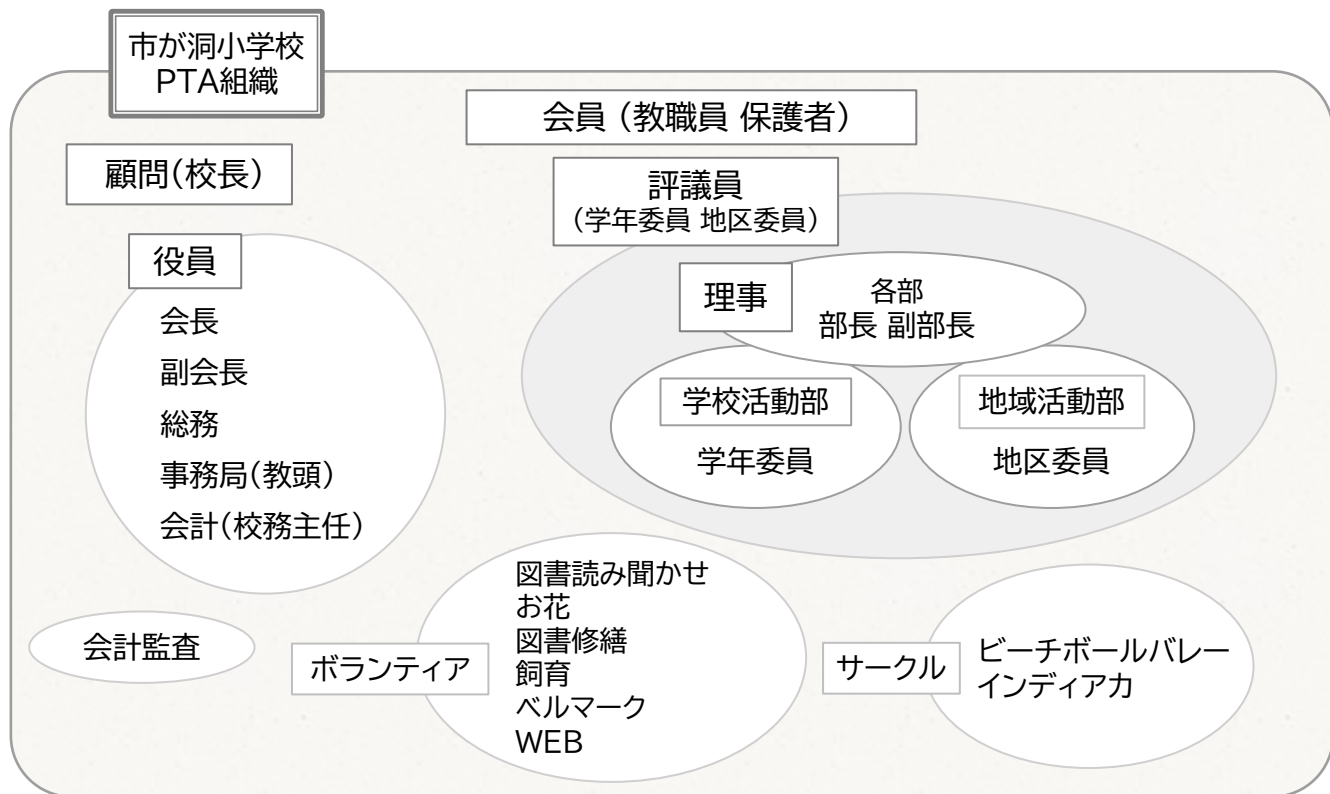 市が洞小学校
PTA組織
会員（教職員 保護者）
顧問（校長）
評議員
（学年委員 地区委員）
役員
会長
副会長
総務
事務局（教頭）
会計（校務主任）
理事
各部
部長 副部長
学校活動部
学年委員
地域活動部
地区委員
会計監査
ボランティア
図書読み聞かせ
お花
図書修繕
飼育
ベルマーク
WEB
サークル
ビーチボールバレー
インディアカ